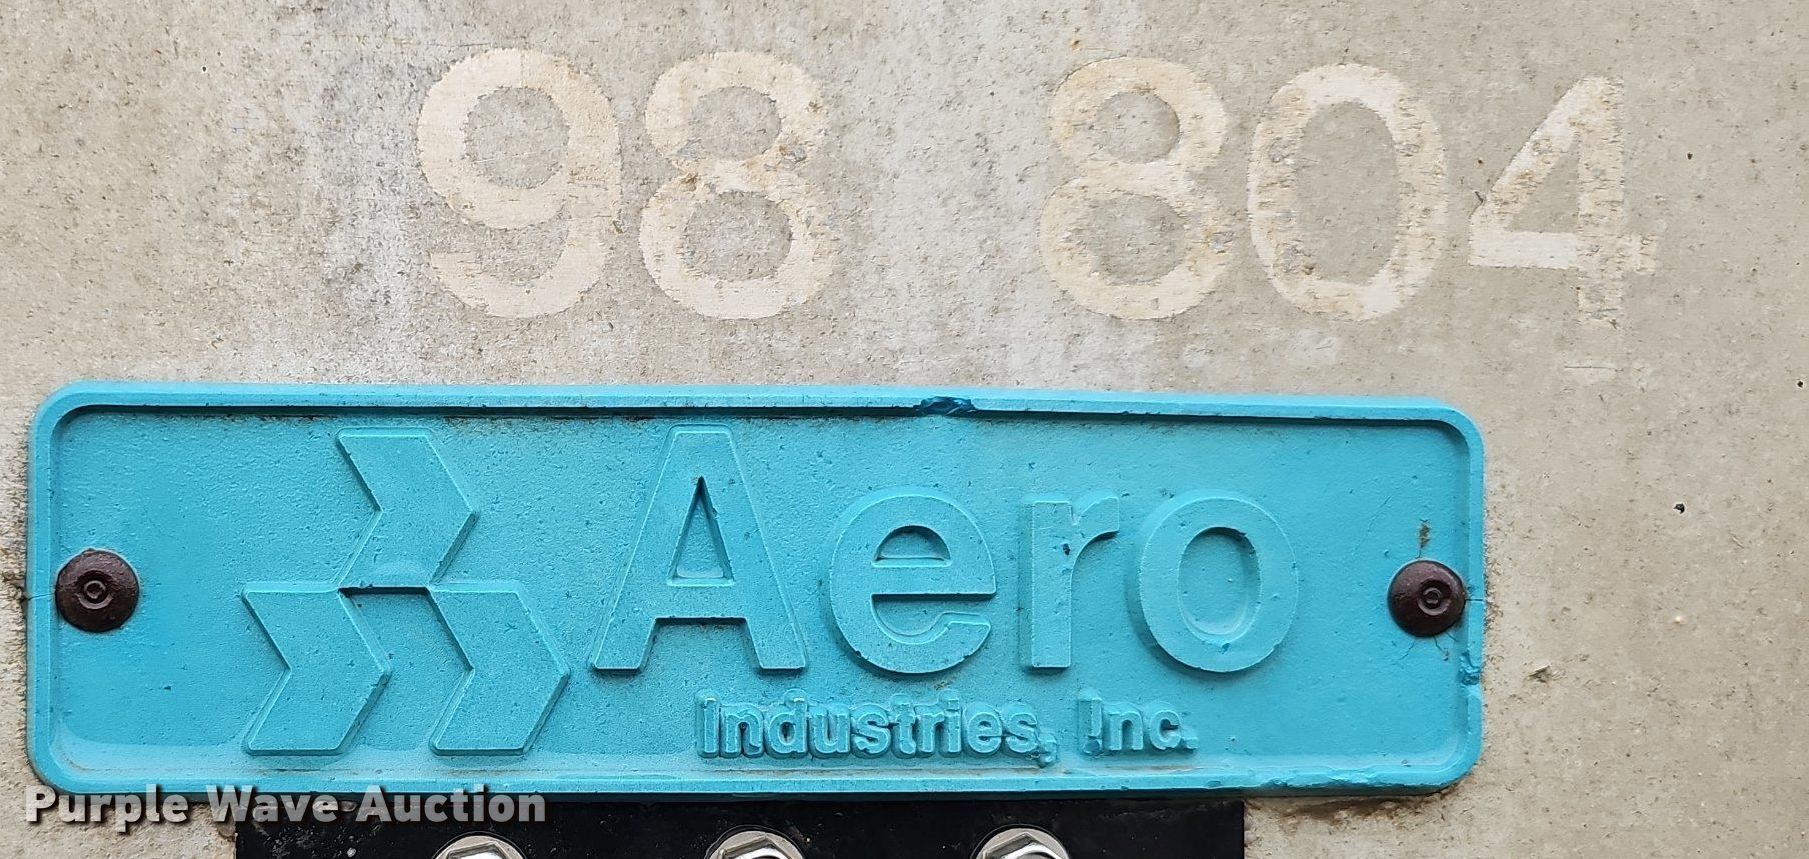 98 804
Aero
Industries, Inc.
Purple Wave Auction